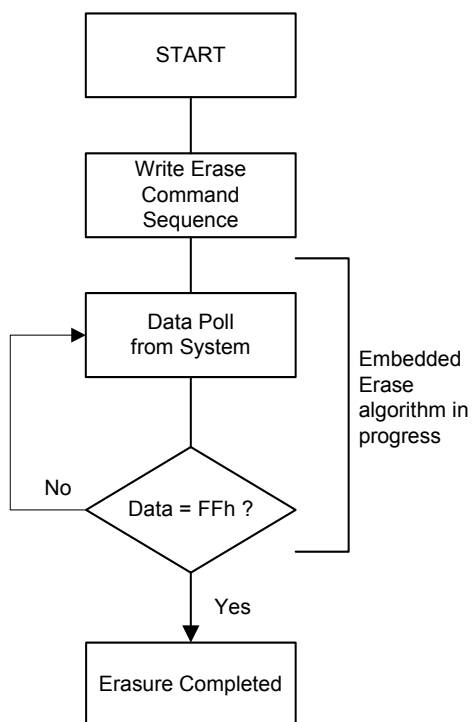 START
Write Erase
Command
Sequence
Data Poll
from System
Embedded
Erase
algorithm in
progress
No
Data = FFh ?
Yes
Erasure Completed